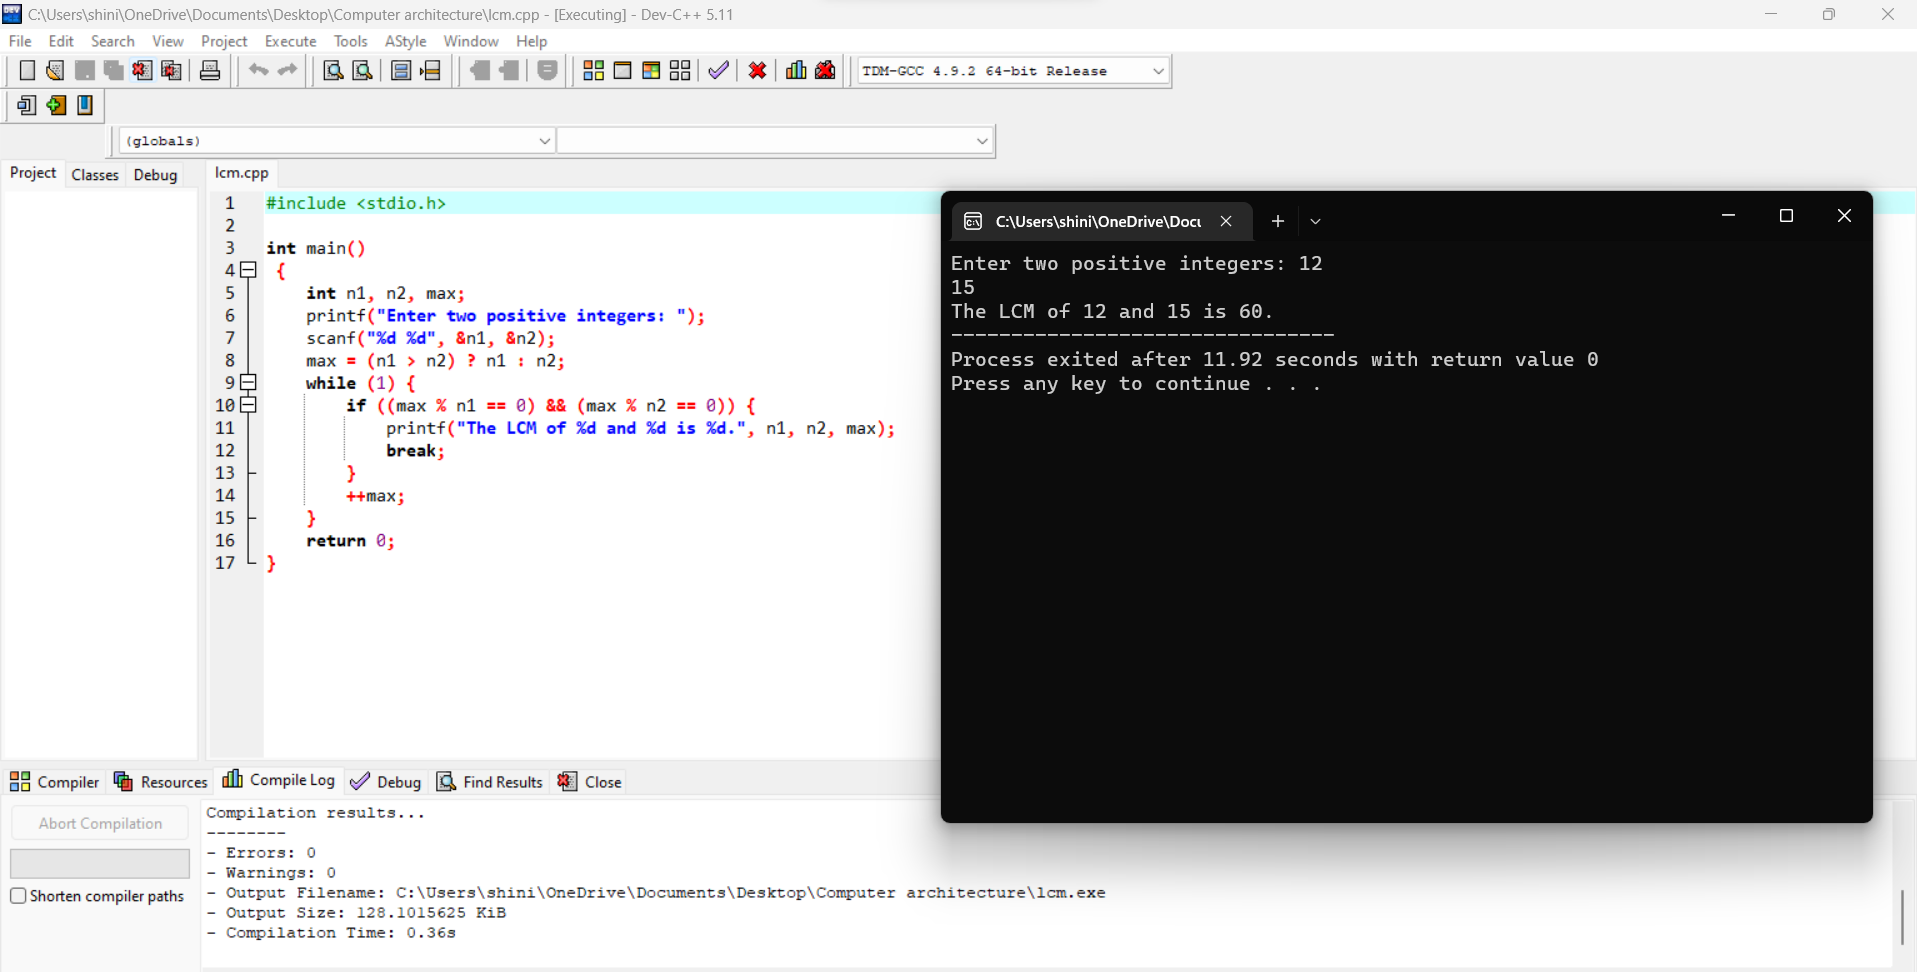 C:\Users\shini\OneDrive\Documents\Desktop\Computer architecture\lcm.cpp - [Executing] - Dev-C++ 5.11
File Edit Search View Project Execute Tools AStyle Window Help
TDM-GCC 4.9.2 64-bit Release
(globals)
Project Classes Debug
lcm.cpp
1 #include <stdio.h>
2
3 int main()
4 {
5 int n1, n2, max;
6 printf("Enter two positive integers: ");
7 scanf("%d %d", &n1, &n2);
8 max = (n1 > n2) ? n1 : n2;
9 while (1) {
10 if ((max % n1 == 0) && (max % n2 == 0)) {
11 printf("The LCM of %d and %d is %d.", n1, n2, max);
12 break;
13 }
14 ++max;
15 }
16 return 0;
17 }
C:\Users\shini\OneDrive\Docu
Enter two positive integers: 12
15
The LCM of 12 and 15 is 60.
--------------------------------
Process exited after 11.92 seconds with return value 0
Press any key to continue . . .
Compiler Resources Compile Log Debug Find Results Close
Abort Compilation
Shorten compiler paths
Compilation results...
--------
- Errors: 0
- Warnings: 0
- Output Filename: C:\Users\shini\OneDrive\Documents\Desktop\Computer architecture\lcm.exe
- Output Size: 128.1015625 KiB
- Compilation Time: 0.36s